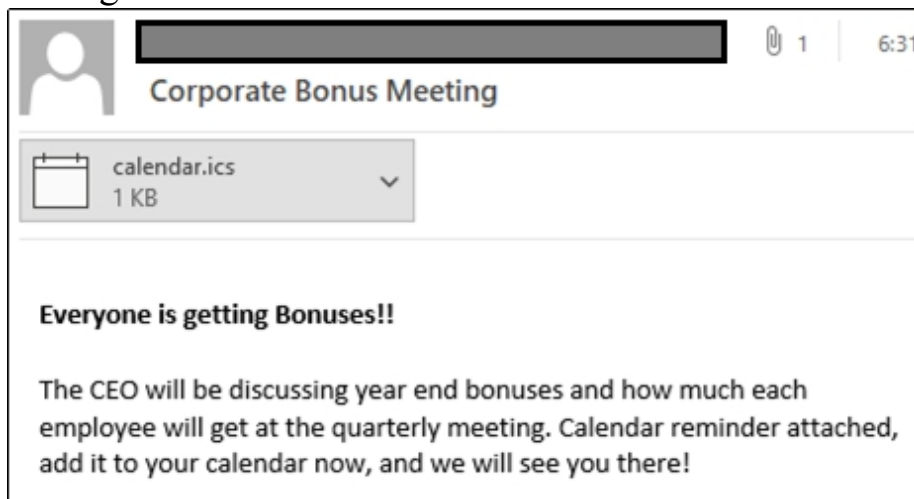 1 6:31
Corporate Bonus Meeting
calendar.ics
1 KB
Everyone is getting Bonuses!!
The CEO will be discussing year end bonuses and how much each
employee will get at the quarterly meeting. Calendar reminder attached,
add it to your calendar now, and we will see you there!